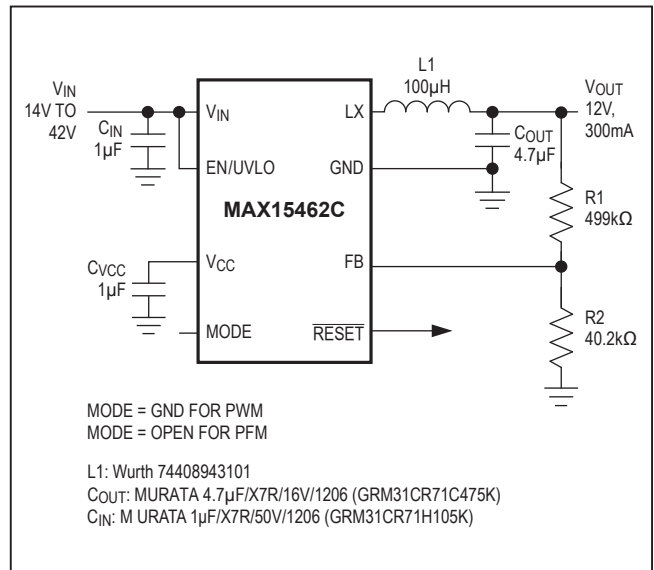 VIN
14V TO
42V
CIN
1µF
VIN
EN/UVLO
MAX15462C
CVCC
1µF
VCC
MODE
LX
GND
FB
RESET
L1
100µH
COUT
4.7µF
VOUT
12V,
300mA
R1
499kΩ
R2
40.2kΩ
MODE = GND FOR PWM
MODE = OPEN FOR PFM
L1: Wurth 74408943101
COUT: MURATA 4.7µF/X7R/16V/1206 (GRM31CR71C475K)
CIN: M URATA 1µF/X7R/50V/1206 (GRM31CR71H105K)